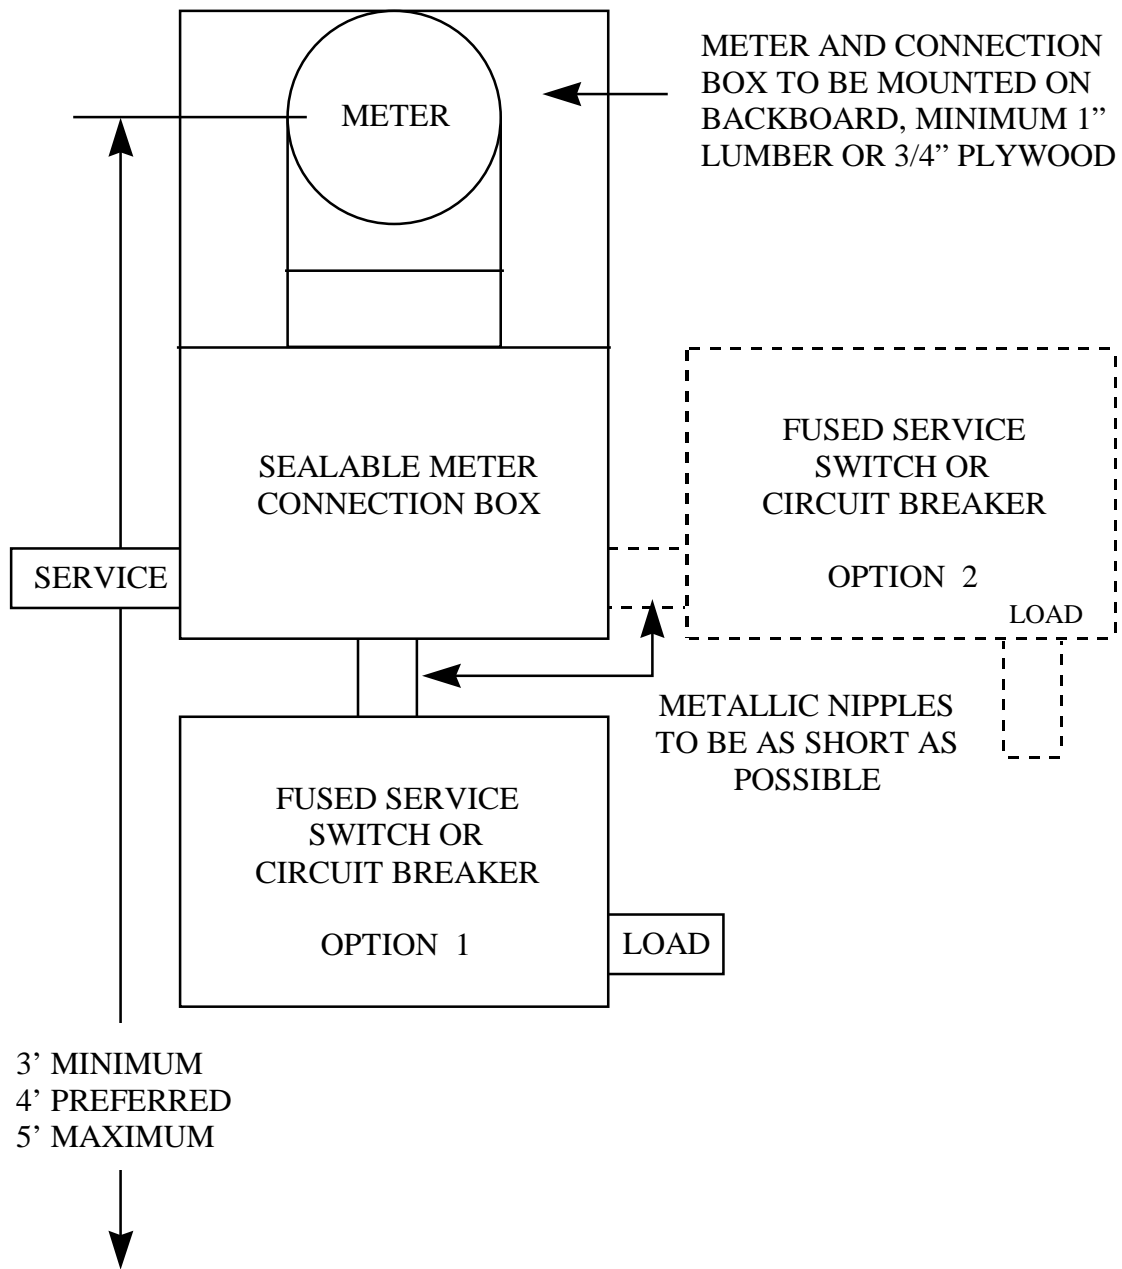 METER AND CONNECTION
BOX TO BE MOUNTED ON
BACKBOARD, MINIMUM 1”
LUMBER OR 3/4” PLYWOOD
METER
SEALABLE METER
CONNECTION BOX
FUSED SERVICE
SWITCH OR
CIRCUIT BREAKER
OPTION 2
LOAD
SERVICE
METALLIC NIPPLES
TO BE AS SHORT AS
POSSIBLE
FUSED SERVICE
SWITCH OR
CIRCUIT BREAKER
OPTION 1
LOAD
3’ MINIMUM
4’ PREFERRED
5’ MAXIMUM